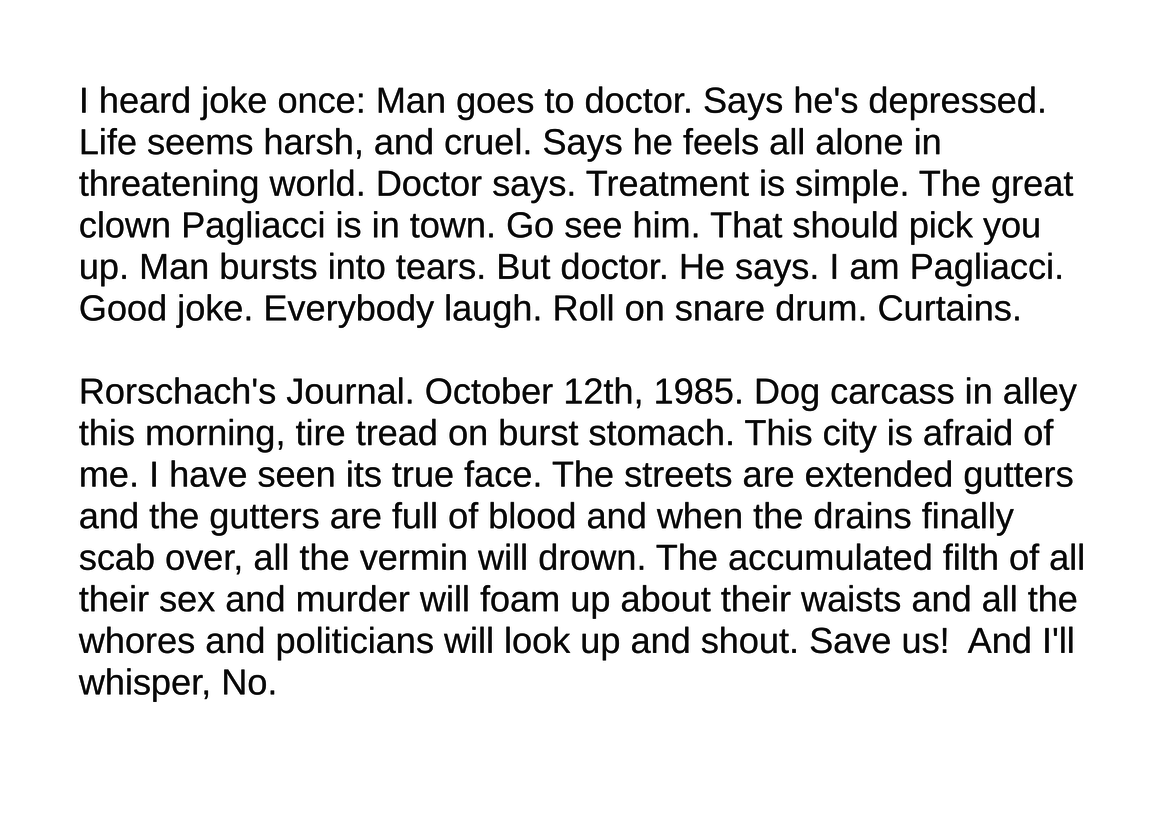 I heard joke once: Man goes to doctor. Says he's depressed.
Life seems harsh, and cruel. Says he feels all alone in
threatening world. Doctor says. Treatment is simple. The great
clown Pagliacci is in town. Go see him. That should pick you
up. Man bursts into tears. But doctor. He says. I am Pagliacci.
Good joke. Everybody laugh. Roll on snare drum. Curtains.

Rorschach's Journal. October 12th, 1985. Dog carcass in alley
this morning, tire tread on burst stomach. This city is afraid of
me. I have seen its true face. The streets are extended gutters
and the gutters are full of blood and when the drains finally
scab over, all the vermin will drown. The accumulated filth of all
their sex and murder will foam up about their waists and all the
whores and politicians will look up and shout. Save us!  And I'll
whisper, No.